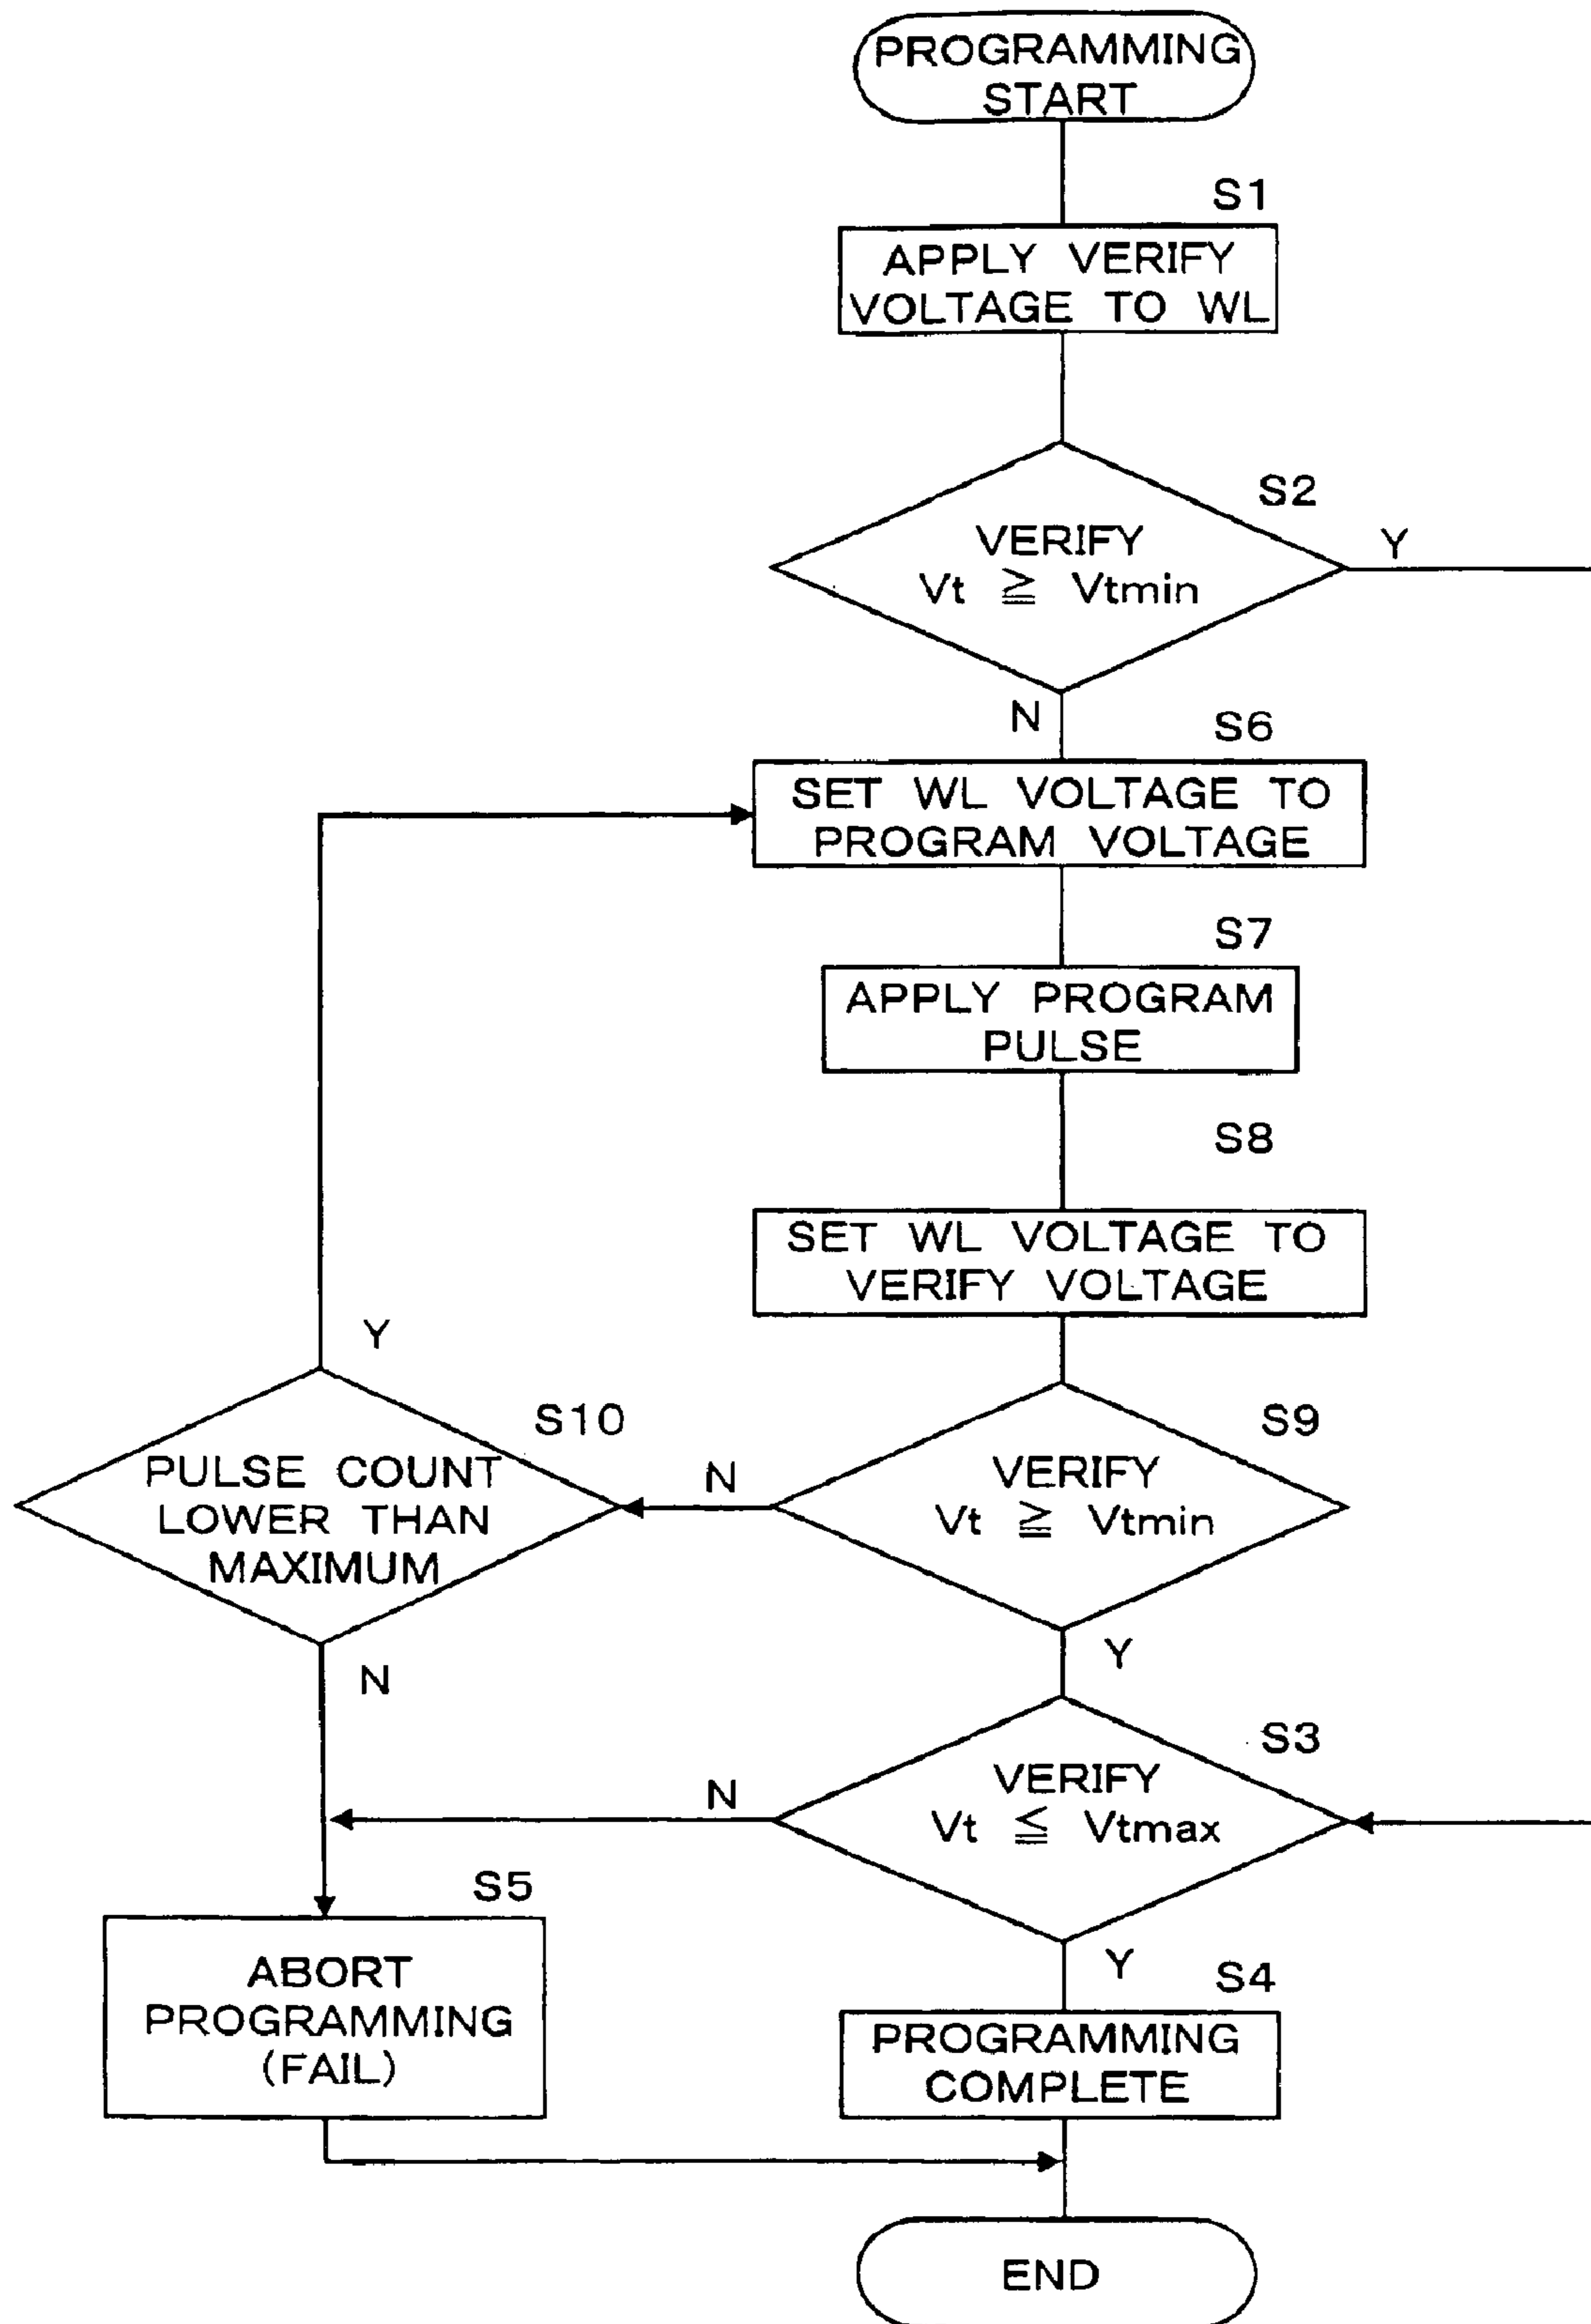 PROGRAMMING
START
S1
APPLY VERIFY
VOLTAGE TO WL
S2
VERIFY
Vt ≧ Vtmin
Y
N
S6
SET WL VOLTAGE TO
PROGRAM VOLTAGE
S7
APPLY PROGRAM
PULSE
S8
SET WL VOLTAGE TO
VERIFY VOLTAGE
Y
S10
PULSE COUNT
LOWER THAN
MAXIMUM
N
S9
VERIFY
Vt ≧ Vtmin
Y
N
S3
VERIFY
Vt ≦ Vtmax
N
Y
S5
ABORT
PROGRAMMING
(FAIL)
S4
PROGRAMMING
COMPLETE
END